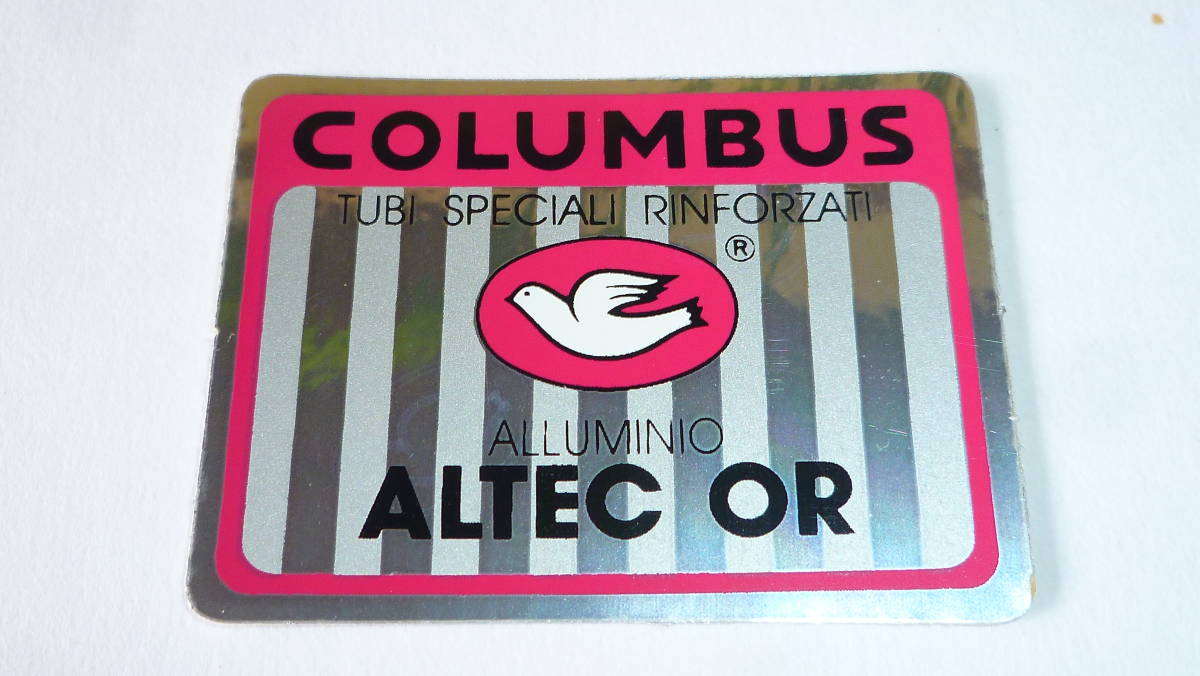 COLUMBUS
TUBI SPECIALI RINFORZATI
®
ALLUMINIO
ALTEC OR